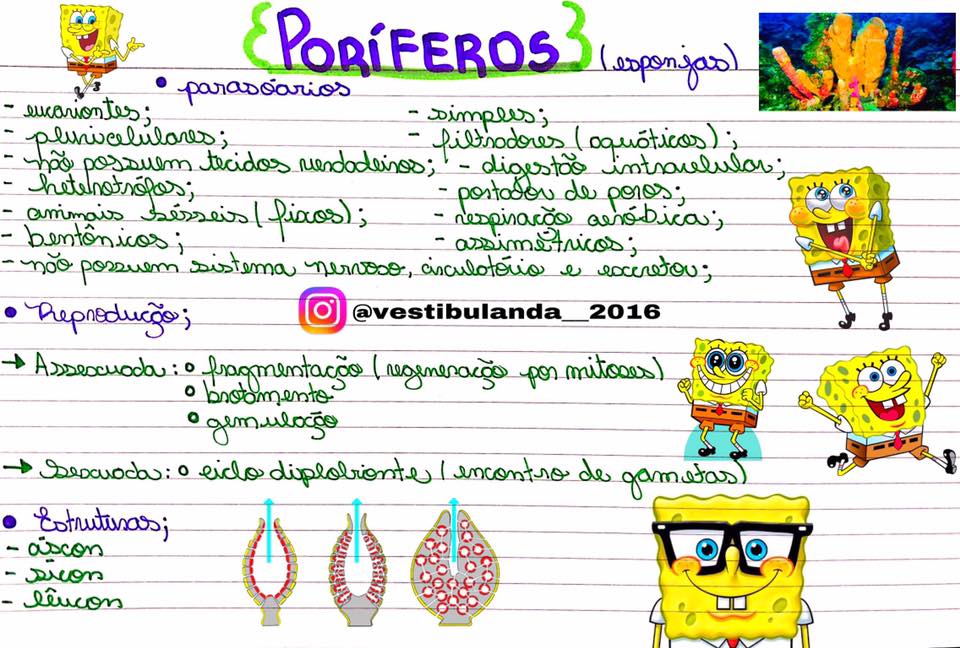 PORÍFEROS (esponjas)
• parasoários
- eucariontes;
- simples;
- pluricelulares;
- filtradores (aquáticos);
- não possuem tecidos verdadeiros;
- digestão intracelular;
- heterotrófos;
- portador de poros;
- animais sésseis (fixos);
- respiração aeróbica;
- bentônicos;
- assimétricos;
- não possuem sistema nervoso, circulatório e excretor;
• Reprodução;
@vestibulanda__2016
→ Assexuada: o fragmentação (regeneração por mitoses)
o brotamento
o gemulação
→ Sexuada: o ciclo diplobionte (encontro de gametas)
• Estruturas;
- áscon
- sícon
- lêucon